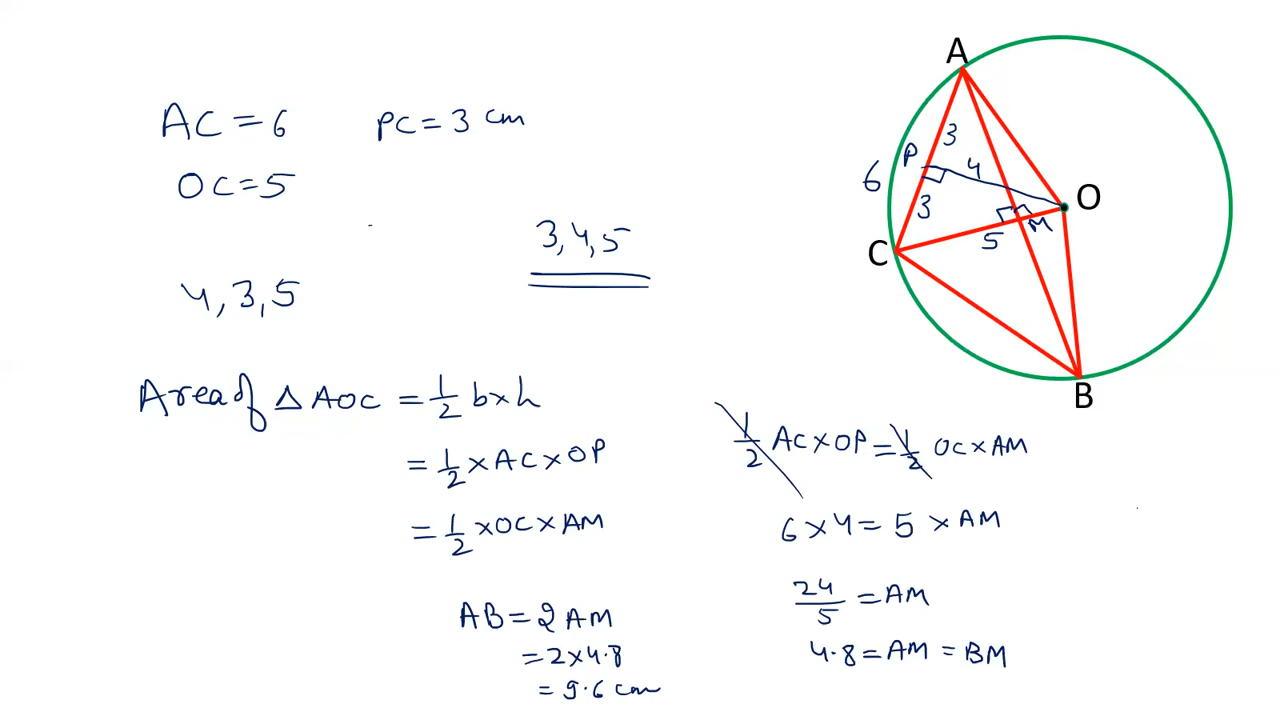 AC = 6
PC = 3 cm
OC = 5
3, 4, 5
4, 3, 5
Area of △ AOC = 1/2 b × h
= 1/2 × AC × OP
= 1/2 × OC × AM
AB = 2 AM
= 2 × 4.8
= 9.6 cm
1/2 AC × OP = 1/2 OC × AM
6 × 4 = 5 × AM
24/5 = AM
4.8 = AM = BM
A
3
P
4
6
3
O
M
5
C
B